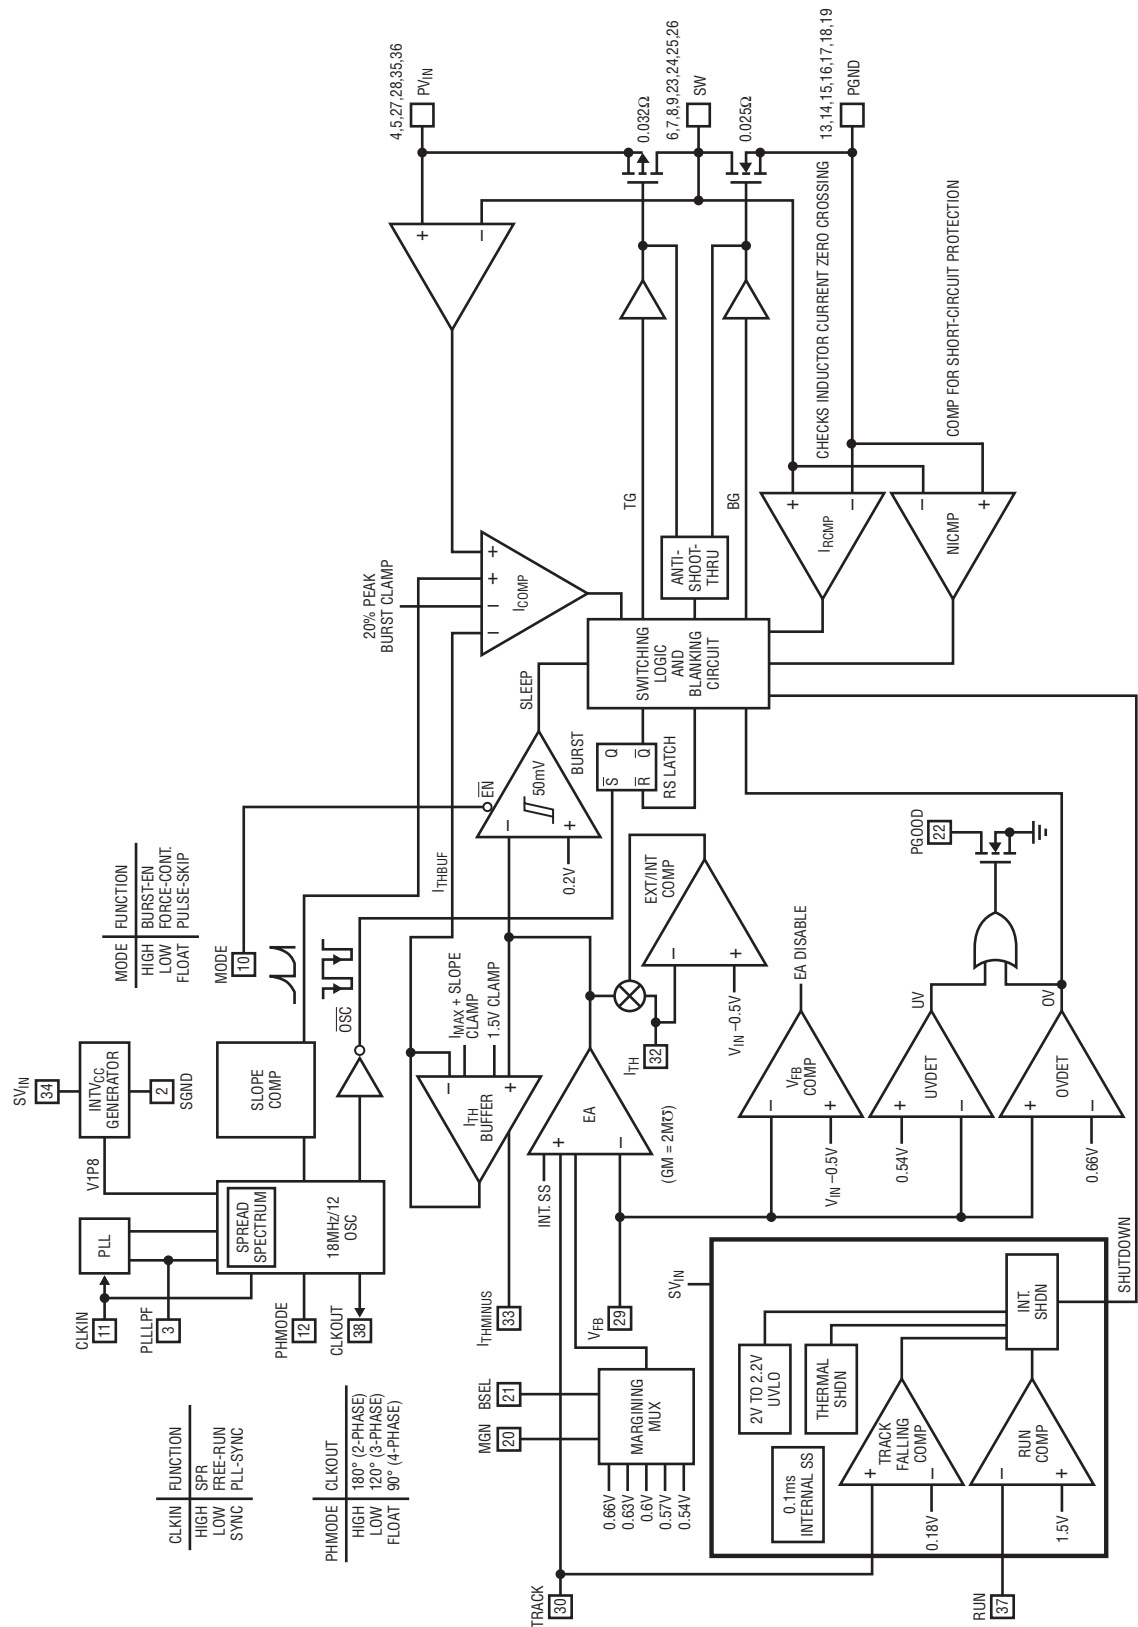 CLKIN FUNCTION
HIGH SPR
LOW FREE-RUN
SYNC PLL-SYNC
PHMODE CLKOUT
HIGH 180° (2-PHASE)
LOW 120° (3-PHASE)
FLOAT 90° (4-PHASE)
MODE FUNCTION
HIGH BURST-EN
LOW FORCE-CONT.
FLOAT PULSE-SKIP
CLKIN
11
PLLLPF
3
PHMODE
12
CLKOUT
38
PLL
V1P8
SPREAD
SPECTRUM
18MHz/12
OSC
SVIN
34
INTVCC
GENERATOR
2
SGND
SLOPE
COMP
OSC
MODE
10
ITHBUF
EN
50mV
0.2V
SLEEP
BURST
20% PEAK
BURST CLAMP
ICOMP
+
+
–
–
4,5,27,28,35,36
PVIN
+
–
0.032Ω
6,7,8,9,23,24,25,26
SW
0.025Ω
13,14,15,16,17,18,19
PGND
TG
BG
ANTI-
SHOOT-
THRU
SWITCHING
LOGIC
AND
BLANKING
CIRCUIT
S Q
R Q
RS LATCH
CHECKS INDUCTOR CURRENT ZERO CROSSING
COMP FOR SHORT-CIRCUIT PROTECTION
IRCMP
+
–
NICMP
–
+
ITH
BUFFER
–
+
IMAX + SLOPE
CLAMP
1.5V CLAMP
ITHMINUS
33
INT. SS
EA
+
–
(GM = 2M℧)
ITH
32
EXT/INT
COMP
–
+
VIN –0.5V
BSEL
21
MGN
20
MARGINING
MUX
0.66V
0.63V
0.6V
0.57V
0.54V
VFB
29
VFB
COMP
–
+
VIN –0.5V
EA DISABLE
UVDET
+
–
0.54V
UV
OVDET
+
–
0.66V
OV
PGOOD
22
SVIN
2V TO 2.2V
UVLO
THERMAL
SHDN
0.1ms
INTERNAL SS
INT.
SHDN
SHUTDOWN
TRACK
FALLING
COMP
+
–
0.18V
RUN
COMP
–
+
1.5V
TRACK
30
RUN
37